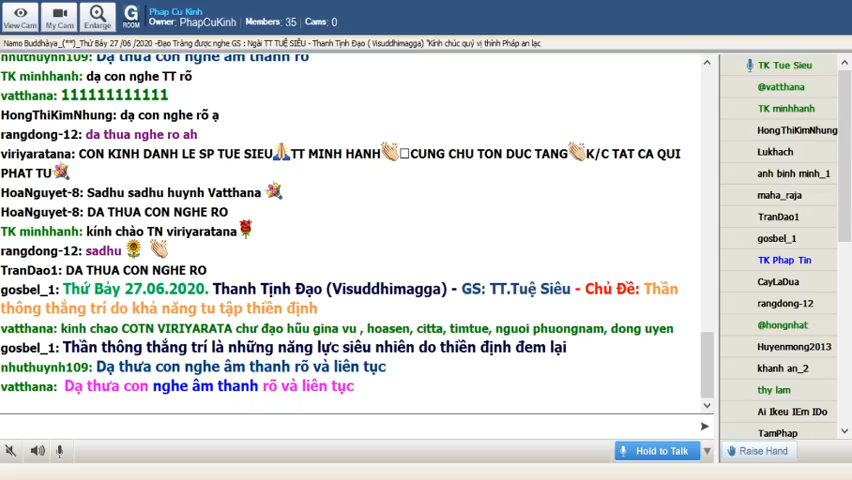 View Cam
My Cam
Enlarge
G ROOM
Phap Cu Kinh
Owner: PhapCuKinh Members: 35 Cams: 0
Namo Buddhàya_(**)_Thứ Bảy 27 /06 /2020 -Đạo Tràng được nghe GS : Ngài TT TUỆ SIÊU - Thanh Tịnh Đạo ( Visuddhimagga) "Kính chúc quý vị thính Pháp an lạc
nhuthuynh109: Dạ thưa con nghe âm thanh rõ
TK minhhanh: dạ con nghe TT rõ
vatthana: 111111111111
HongThiKimNhung: dạ con nghe rõ ạ
rangdong-12: da thua nghe ro ah
viriyaratana: CON KINH DANH LE SP TUE SIEU🙏TT MINH HANH👏□CUNG CHU TON DUC TANG👏K/C TAT CA QUI
PHAT TU💐
HoaNguyet-8: Sadhu sadhu huynh Vatthana 💐
HoaNguyet-8: DA THUA CON NGHE RO
TK minhhanh: kính chào TN viriyaratana🌹
rangdong-12: sadhu 🌻 👏
TranDao1: DA THUA CON NGHE RO
gosbel_1: Thứ Bảy 27.06.2020. Thanh Tịnh Đạo (Visuddhimagga) - GS: TT.Tuệ Siêu - Chủ Đề: Thần
thông thắng trí do khả năng tu tập thiền định
vatthana: kinh chao COTN VIRIYARATA chư đạo hũu gina vu , hoasen, citta, timtue, nguoi phuongnam, dong uyen
gosbel_1: Thần thông thắng trí là những năng lực siêu nhiên do thiền định đem lại
nhuthuynh109: Dạ thưa con nghe âm thanh rõ và liên tục
vatthana: Dạ thưa con nghe âm thanh rõ và liên tục
Hold to Talk
TK Tue Sieu
@vatthana
TK minhhanh
HongThiKimNhung
Lukhach
anh binh minh_1
maha_raja
TranDao1
gosbel_1
TK Phap Tin
CayLaDua
rangdong-12
@hongnhat
Huyenmong2013
khanh an_2
thy lam
Ai Ikeu IEm IDo
TamPhap
Raise Hand